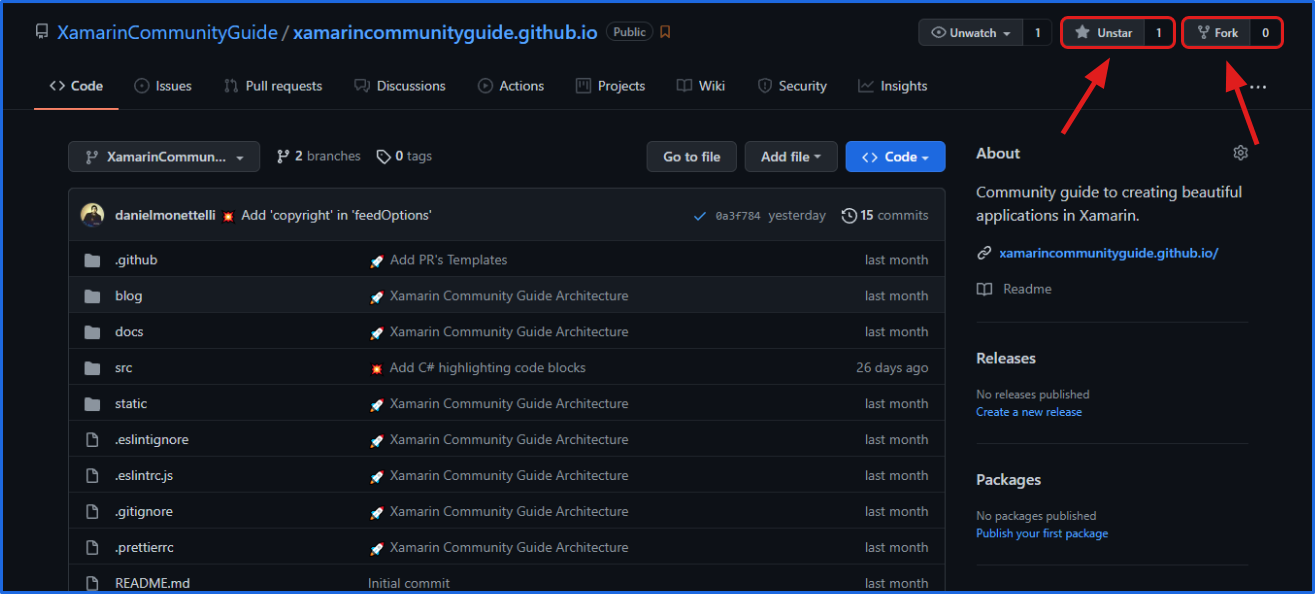 XamarinCommunityGuide / xamarincommunityguide.github.io Public Unwatch 1 Unstar 1 Fork 0
Code Issues Pull requests Discussions Actions Projects Wiki Security Insights ...
XamarinCommun... 2 branches 0 tags Go to file Add file Code
danielmonettelli 💥 Add 'copyright' in 'feedOptions' 0a3f784 yesterday 15 commits
.github 🚀 Add PR's Templates last month
blog 🚀 Xamarin Community Guide Architecture last month
docs 🚀 Xamarin Community Guide Architecture last month
src 💥 Add C# highlighting code blocks 26 days ago
static 🚀 Xamarin Community Guide Architecture last month
.eslintignore 🚀 Xamarin Community Guide Architecture last month
.eslintrc.js 🚀 Xamarin Community Guide Architecture last month
.gitignore 🚀 Xamarin Community Guide Architecture last month
.prettierrc 🚀 Xamarin Community Guide Architecture last month
README.md Initial commit last month
About
Community guide to creating beautiful
applications in Xamarin.
xamarincommunityguide.github.io/
Readme
Releases
No releases published
Create a new release
Packages
No packages published
Publish your first package